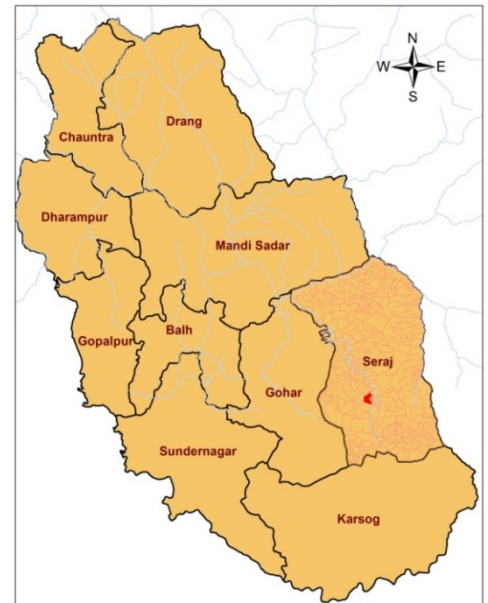 N
W E
S
Drang
Chauntra
Dharampur
Mandi Sadar
Gopalpur
Balh
Seraj
Gohar
Sundernagar
Karsog